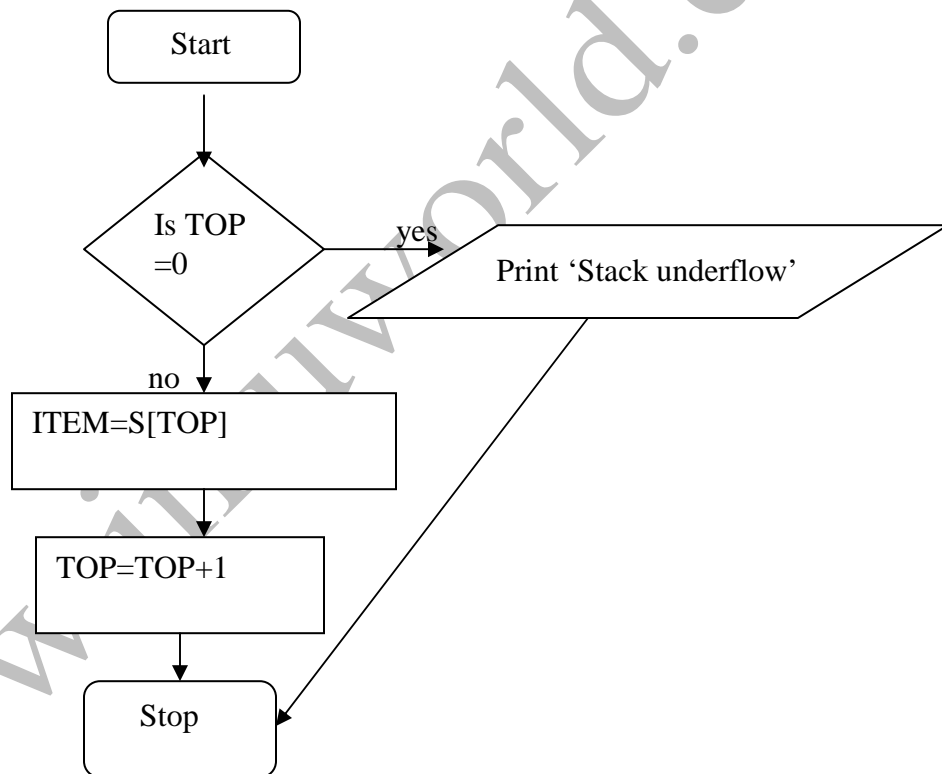 Start
Is TOP
=0
yes
Print ‘Stack underflow’
no
ITEM=S[TOP]
TOP=TOP+1
Stop